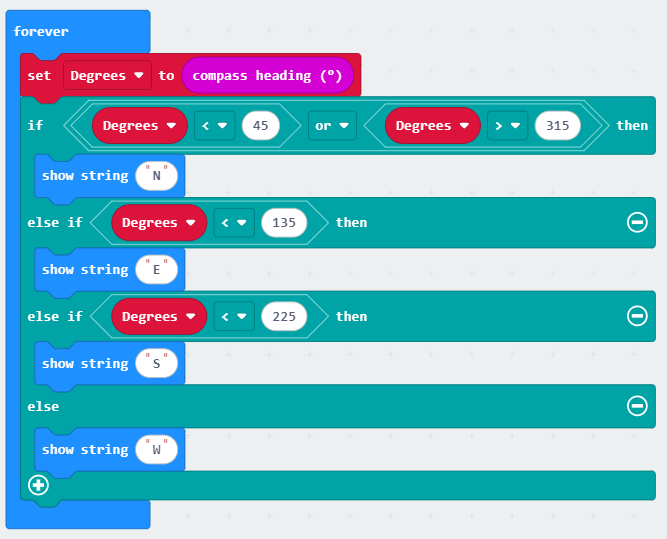 forever
set Degrees to compass heading (°)
if Degrees < 45 or Degrees > 315 then
show string "N"
else if Degrees < 135 then
show string "E"
else if Degrees < 225 then
show string "S"
else
show string "W"